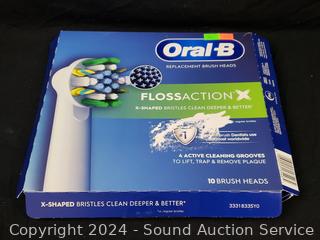 Oral-B
REPLACEMENT BRUSH HEADS
FLOSSACTION X
X-SHAPED BRISTLES CLEAN DEEPER & BETTER*
#1
4 ACTIVE CLEANING GROOVES
TO LIFT, TRAP & REMOVE PLAQUE
10 BRUSH HEADS
X-SHAPED BRISTLES CLEAN DEEPER & BETTER*
Copyright 2024 - Sound Auction Service